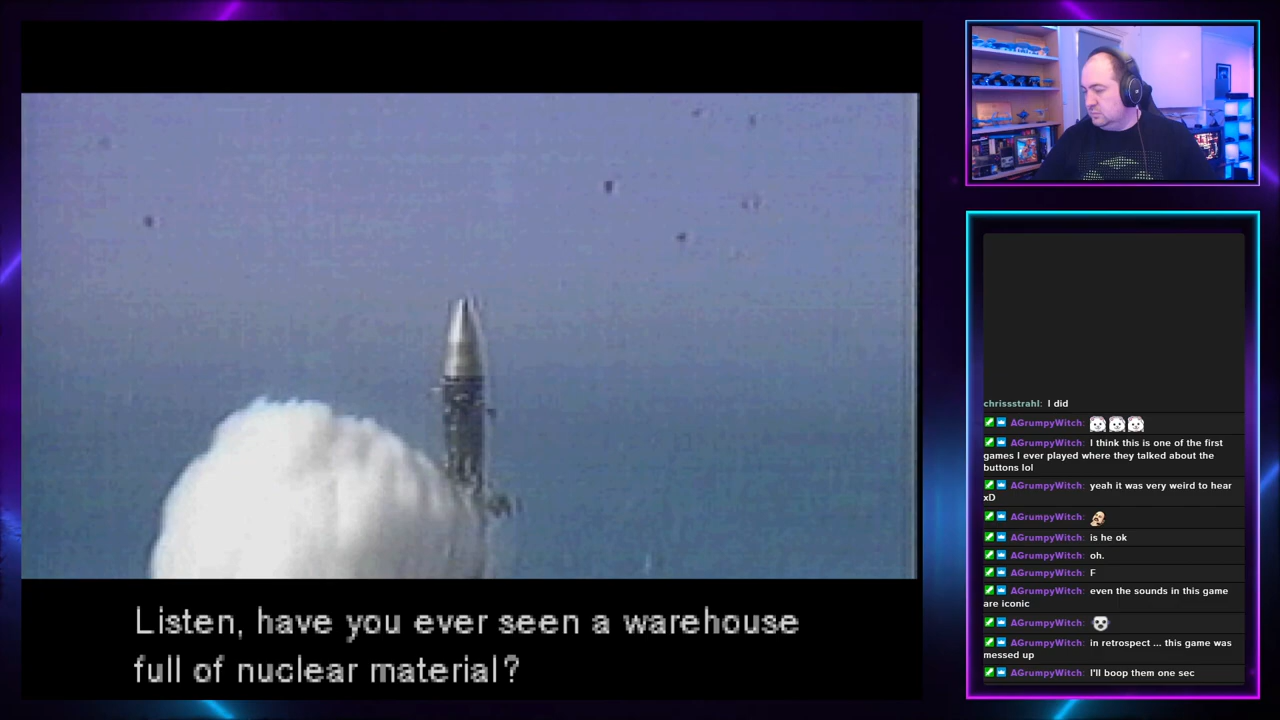 Listen, have you ever seen a warehouse
full of nuclear material?
chrissstrahl: I did
AGrumpyWitch:
AGrumpyWitch: I think this is one of the first
games I ever played where they talked about the
buttons lol
AGrumpyWitch: yeah it was very weird to hear
xD
AGrumpyWitch:
AGrumpyWitch: is he ok
AGrumpyWitch: oh.
AGrumpyWitch: F
AGrumpyWitch: even the sounds in this game
are iconic
AGrumpyWitch:
AGrumpyWitch: in retrospect ... this game was
messed up
AGrumpyWitch: I'll boop them one sec